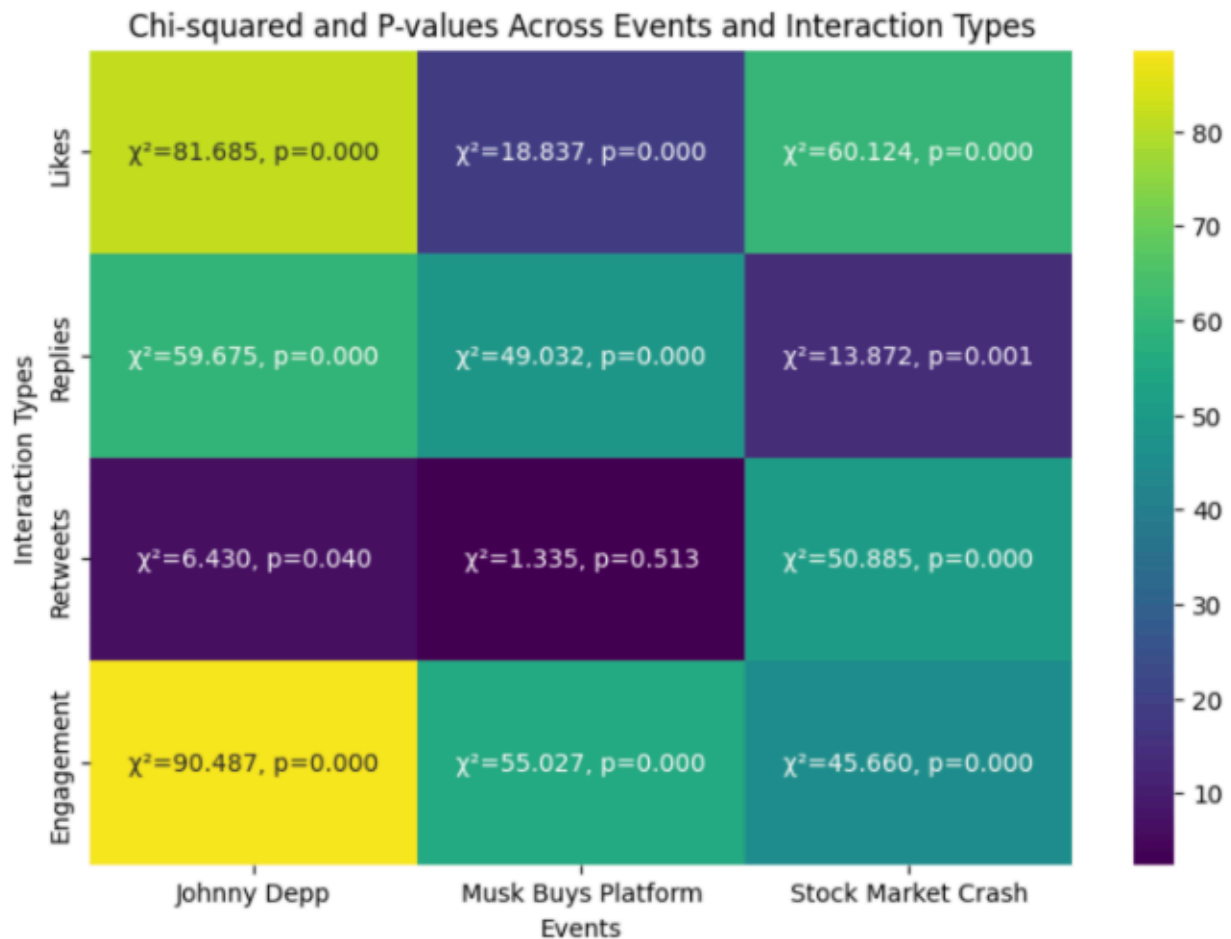 Chi-squared and P-values Across Events and Interaction Types
Interaction Types
Likes
χ²=81.685, p=0.000
χ²=18.837, p=0.000
χ²=60.124, p=0.000
Replies
χ²=59.675, p=0.000
χ²=49.032, p=0.000
χ²=13.872, p=0.001
Retweets
χ²=6.430, p=0.040
χ²=1.335, p=0.513
χ²=50.885, p=0.000
Engagement
χ²=90.487, p=0.000
χ²=55.027, p=0.000
χ²=45.660, p=0.000
Johnny Depp
Musk Buys Platform
Stock Market Crash
Events
80
70
60
50
40
30
20
10